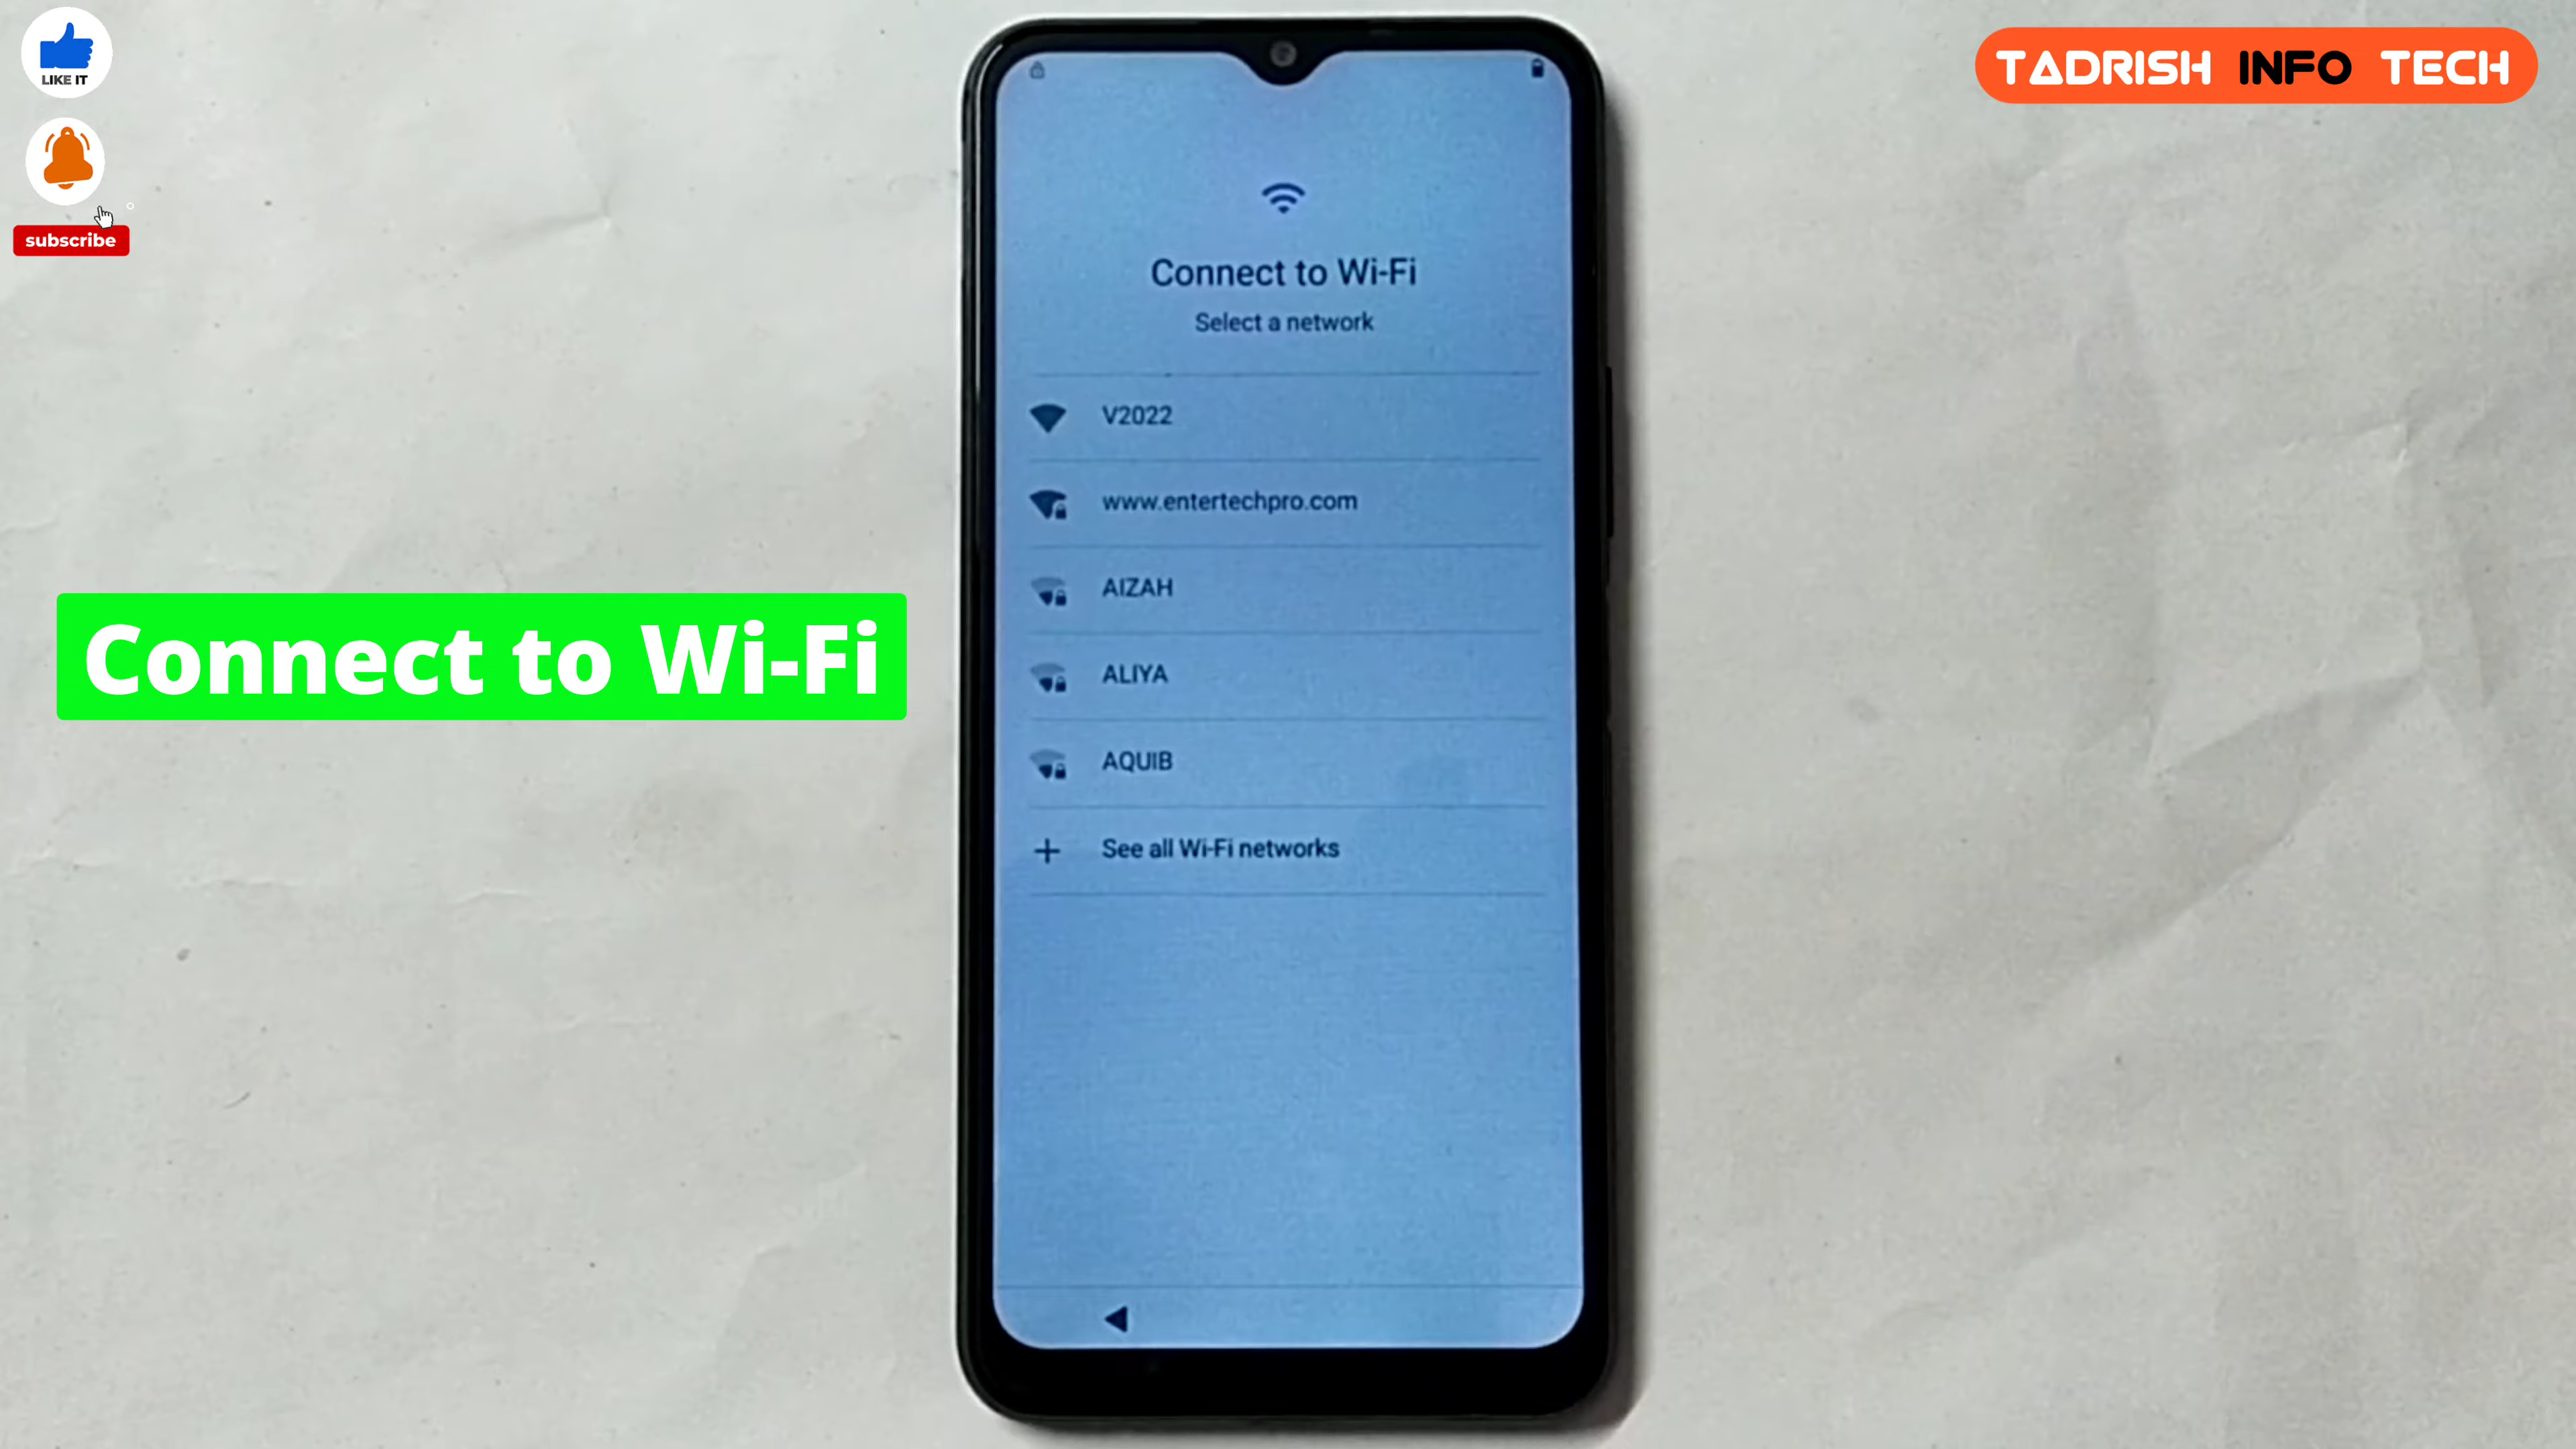 LIKE IT
subscribe
TADRISH INFO TECH
Connect to Wi-Fi
Connect to Wi-Fi
Select a network
V2022
www.entertechpro.com
AIZAH
ALIYA
AQUIB
See all Wi-Fi networks